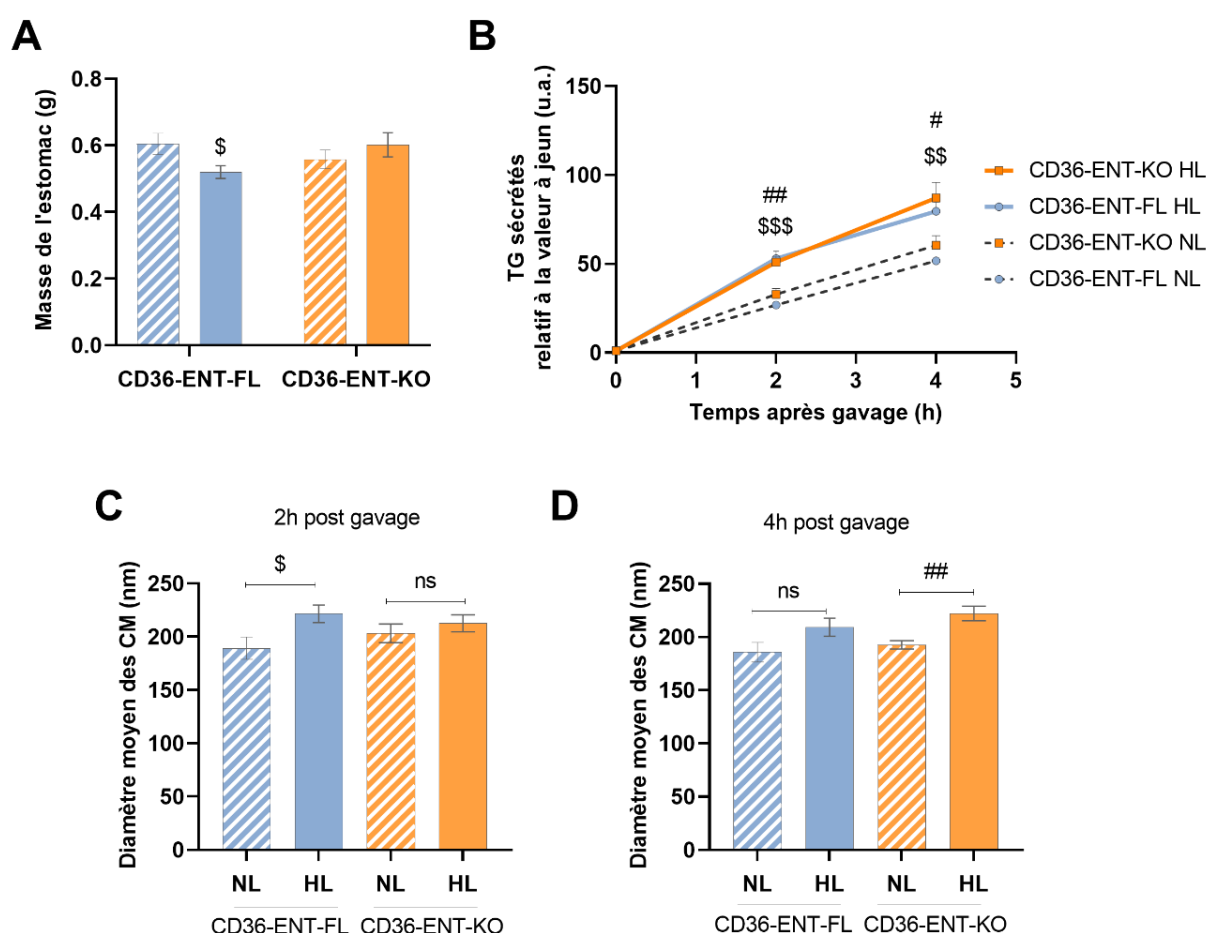 A
Masse de l'estomac (g)
0.8
0.6
0.4
0.2
0.0
$
CD36-ENT-FL
CD36-ENT-KO
B
TG sécrétés
relatif à la valeur à jeun (u.a.)
150
100
50
0
##
$$$
#
$$
0 1 2 3 4 5
Temps après gavage (h)
CD36-ENT-KO HL
CD36-ENT-FL HL
CD36-ENT-KO NL
CD36-ENT-FL NL
C
2h post gavage
Diamètre moyen des CM (nm)
250
200
150
100
50
0
$
ns
NL HL NL HL
CD36-ENT-FL CD36-ENT-KO
D
4h post gavage
Diamètre moyen des CM (nm)
250
200
150
100
50
0
ns
##
NL HL NL HL
CD36-ENT-FL CD36-ENT-KO